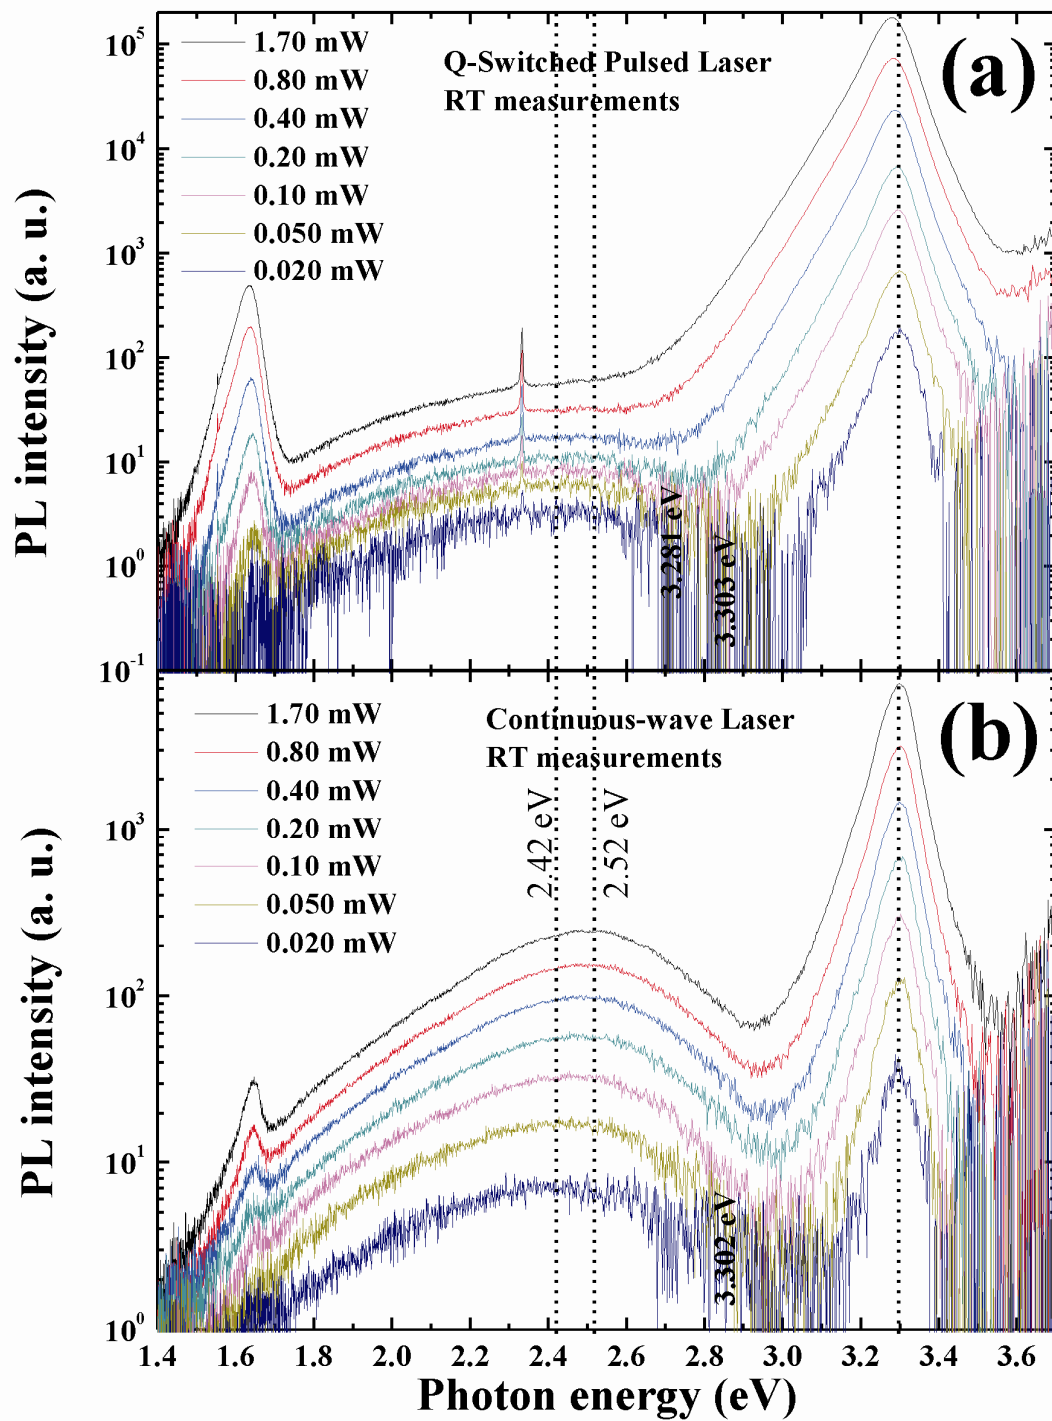 (a)
Q-Switched Pulsed Laser
RT measurements
1.70 mW
0.80 mW
0.40 mW
0.20 mW
0.10 mW
0.050 mW
0.020 mW
PL intensity (a. u.)
10^5
10^4
10^3
10^2
10^1
10^0
10^-1
3.281 eV
3.303 eV
(b)
Continuous-wave Laser
RT measurements
1.70 mW
0.80 mW
0.40 mW
0.20 mW
0.10 mW
0.050 mW
0.020 mW
2.42 eV
2.52 eV
3.302 eV
PL intensity (a. u.)
10^3
10^2
10^1
10^0
1.4 1.6 1.8 2.0 2.2 2.4 2.6 2.8 3.0 3.2 3.4 3.6
Photon energy (eV)